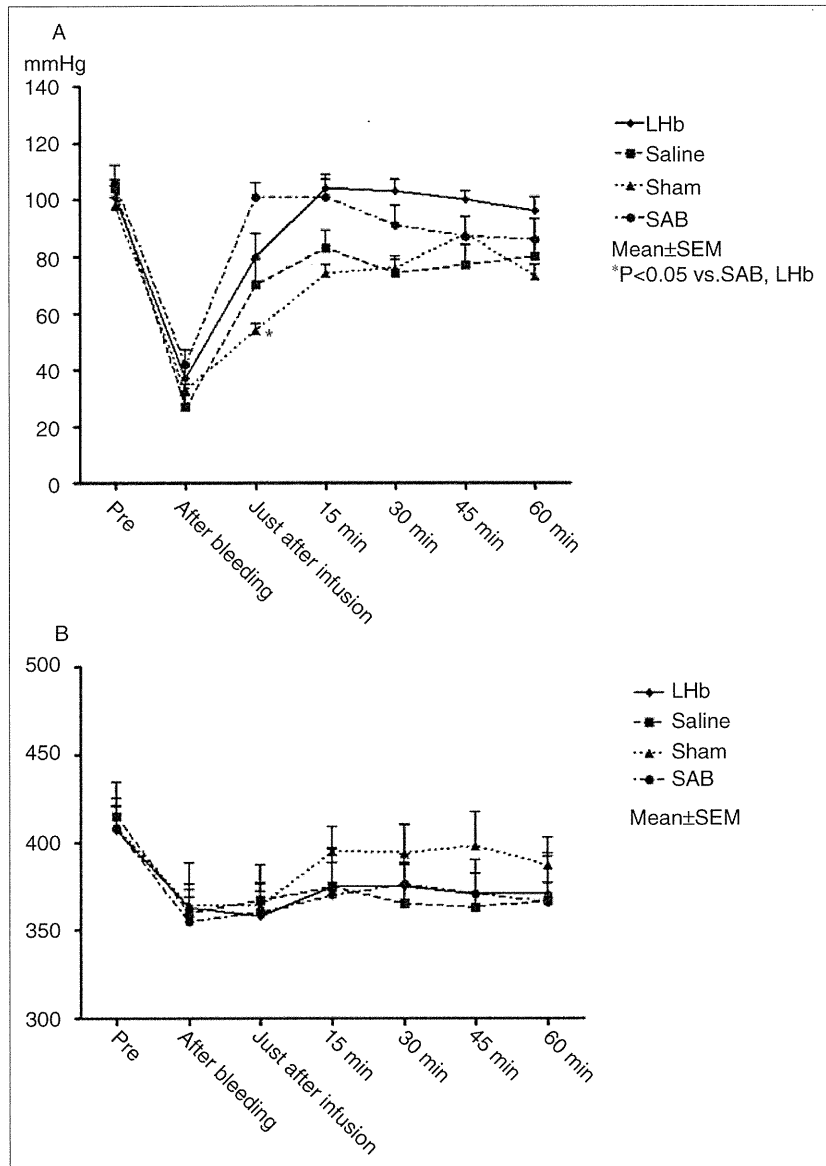 A
mmHg
140
120
100
80
60
40
20
0
Pre
After bleeding
Just after infusion
15 min
30 min
45 min
60 min
LHb
Saline
Sham
SAB
Mean±SEM
*P<0.05 vs.SAB, LHb
*
B
500
450
400
350
300
Pre
After bleeding
Just after infusion
15 min
30 min
45 min
60 min
LHb
Saline
Sham
SAB
Mean±SEM